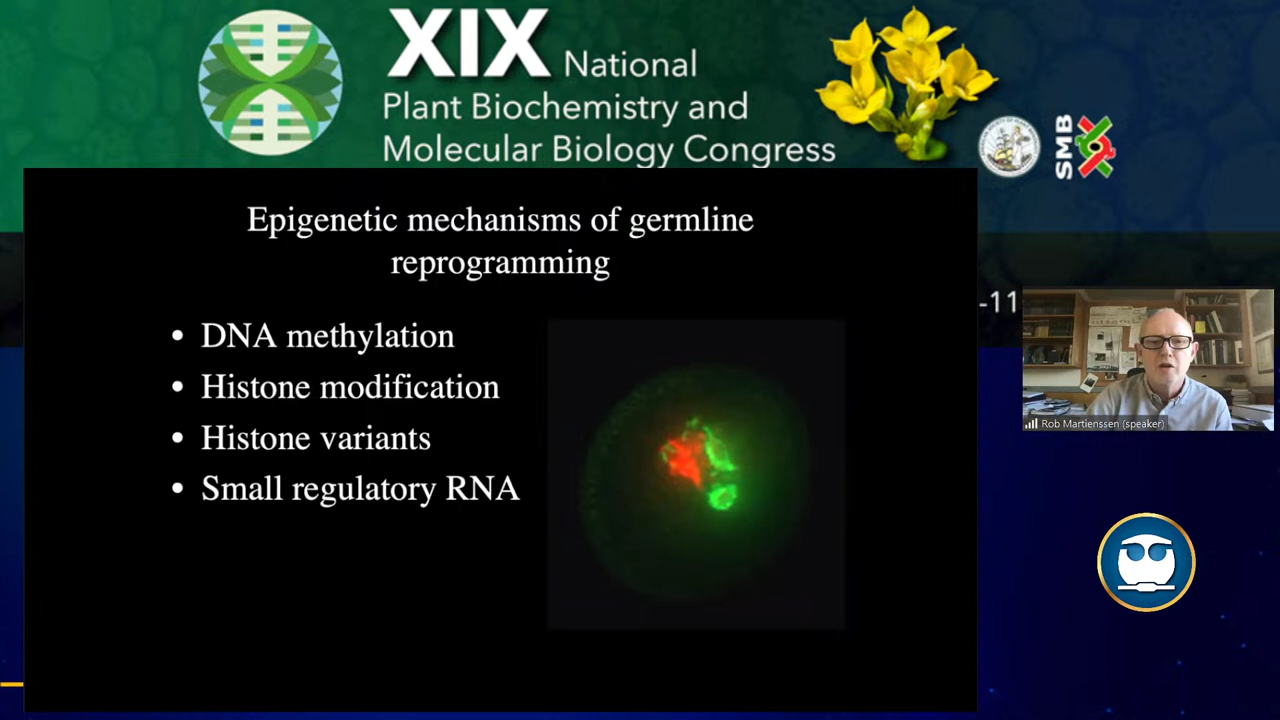 XIX National
Plant Biochemistry and
Molecular Biology Congress
SMB
Epigenetic mechanisms of germline
reprogramming
• DNA methylation
• Histone modification
• Histone variants
• Small regulatory RNA
-11
Rob Martienssen (speaker)